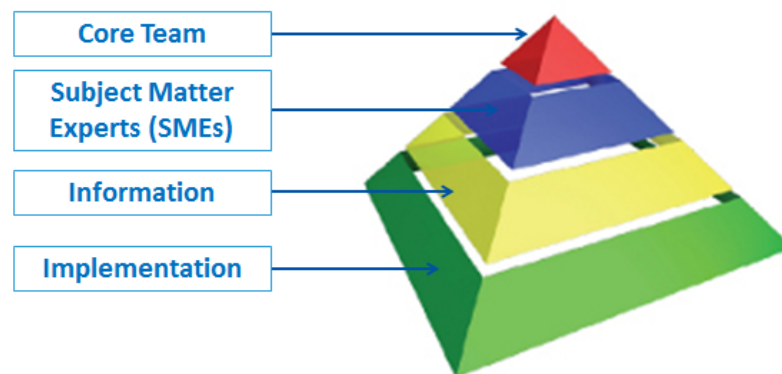 Core Team
Subject Matter
Experts (SMEs)
Information
Implementation